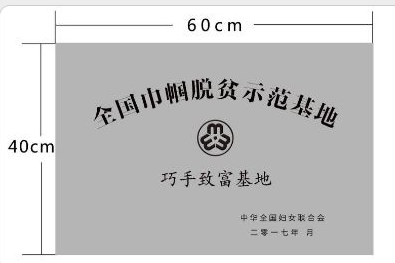 60cm
40cm
全国巾帼脱贫示范基地
巧手致富基地
中华全国妇女联合会
二零一七年 月